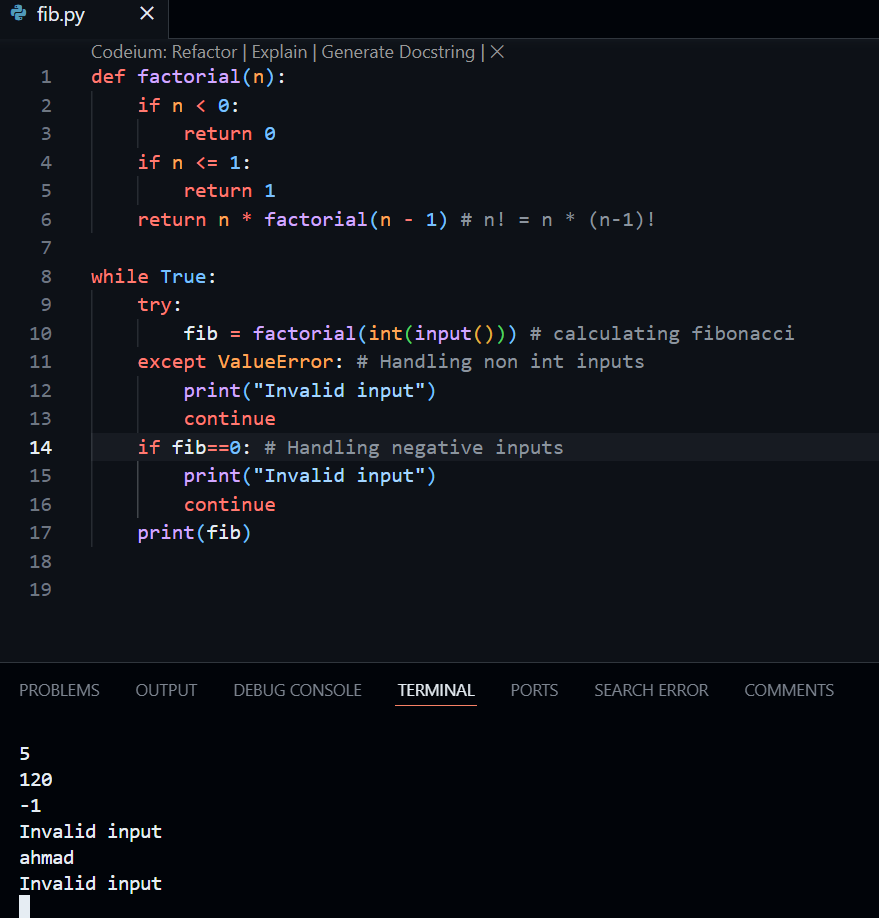 fib.py
Codeium: Refactor | Explain | Generate Docstring |
1 def factorial(n):
2 if n < 0:
3 return 0
4 if n <= 1:
5 return 1
6 return n * factorial(n - 1) # n! = n * (n-1)!
7
8 while True:
9 try:
10 fib = factorial(int(input())) # calculating fibonacci
11 except ValueError: # Handling non int inputs
12 print("Invalid input")
13 continue
14 if fib==0: # Handling negative inputs
15 print("Invalid input")
16 continue
17 print(fib)
18
19
PROBLEMS OUTPUT DEBUG CONSOLE TERMINAL PORTS SEARCH ERROR COMMENTS
5
120
-1
Invalid input
ahmad
Invalid input